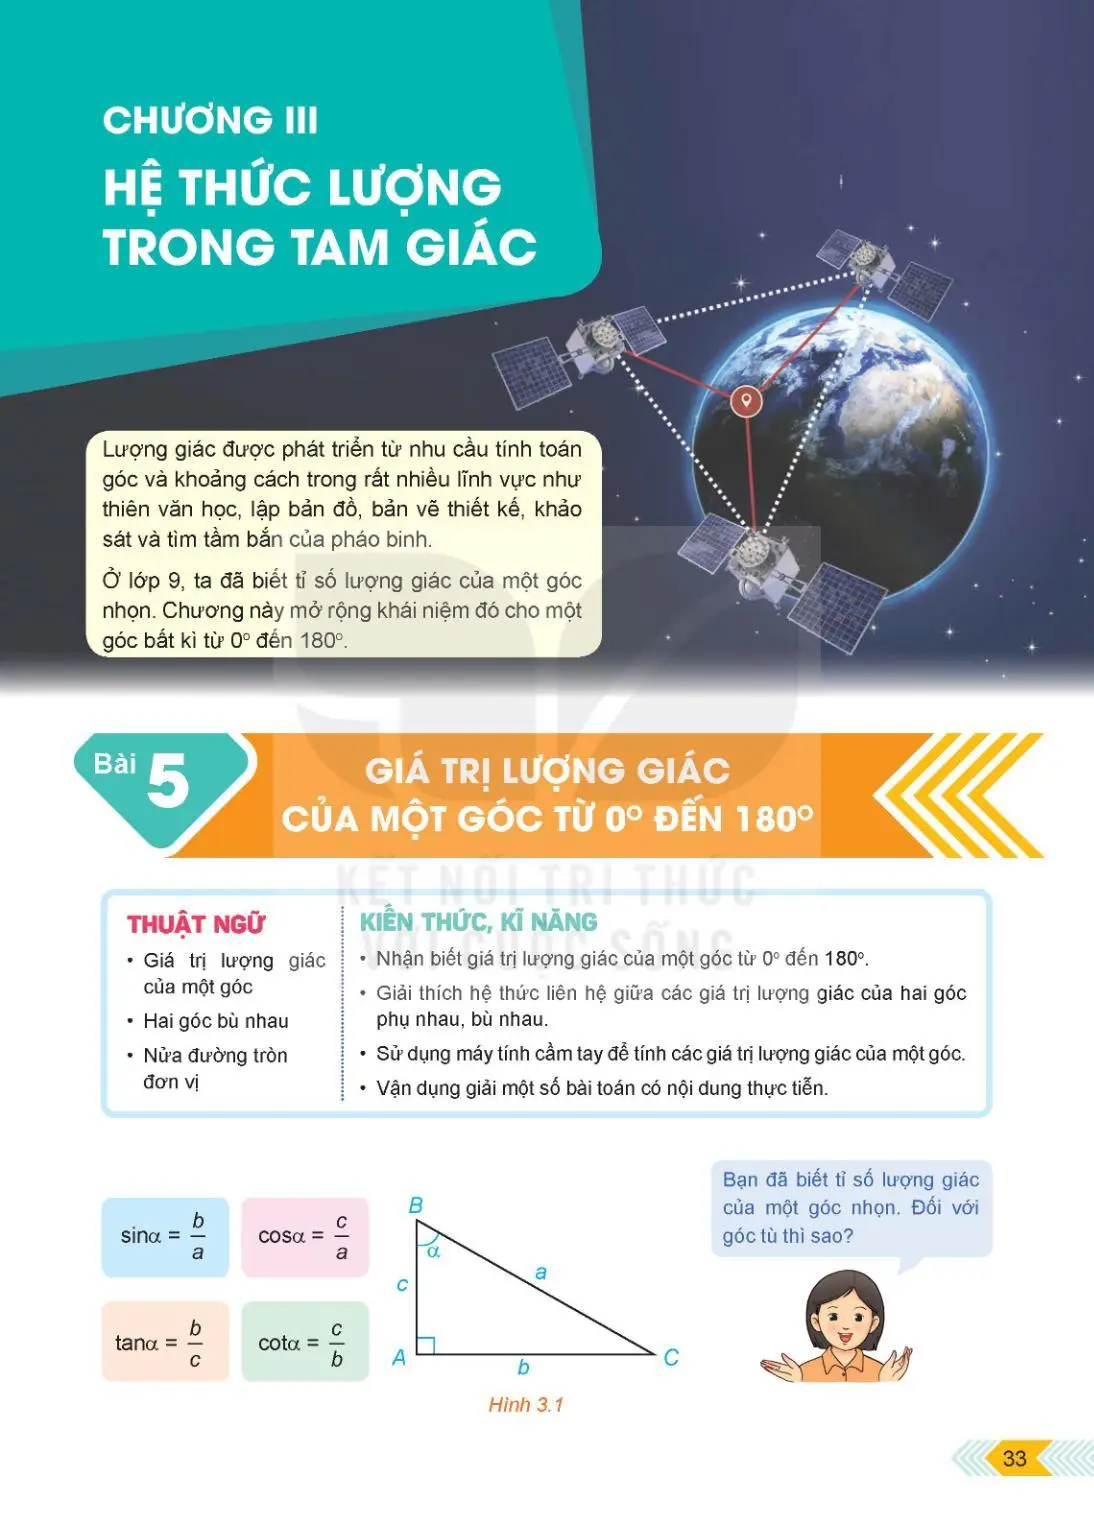 CHƯƠNG III
HỆ THỨC LƯỢNG
TRONG TAM GIÁC
Lượng giác được phát triển từ nhu cầu tính toán
góc và khoảng cách trong rất nhiều lĩnh vực như
thiên văn học, lập bản đồ, bản vẽ thiết kế, khảo
sát và tìm tầm bắn của pháo binh.
Ở lớp 9, ta đã biết tỉ số lượng giác của một góc
nhọn. Chương này mở rộng khái niệm đó cho một
góc bất kì từ 0° đến 180°.
Bài 5
GIÁ TRỊ LƯỢNG GIÁC
CỦA MỘT GÓC TỪ 0° ĐẾN 180°
KẾT NỐI TRI THỨC
VỚI CUỘC SỐNG
THUẬT NGỮ
• Giá trị lượng giác
của một góc
• Hai góc bù nhau
• Nửa đường tròn
đơn vị
KIẾN THỨC, KĨ NĂNG
• Nhận biết giá trị lượng giác của một góc từ 0° đến 180°.
• Giải thích hệ thức liên hệ giữa các giá trị lượng giác của hai góc
phụ nhau, bù nhau.
• Sử dụng máy tính cầm tay để tính các giá trị lượng giác của một góc.
• Vận dụng giải một số bài toán có nội dung thực tiễn.
sinα = b/a
cosα = c/a
tanα = b/c
cotα = c/b
B
α
c
a
A
b
C
Hình 3.1
Bạn đã biết tỉ số lượng giác
của một góc nhọn. Đối với
góc tù thì sao?
33